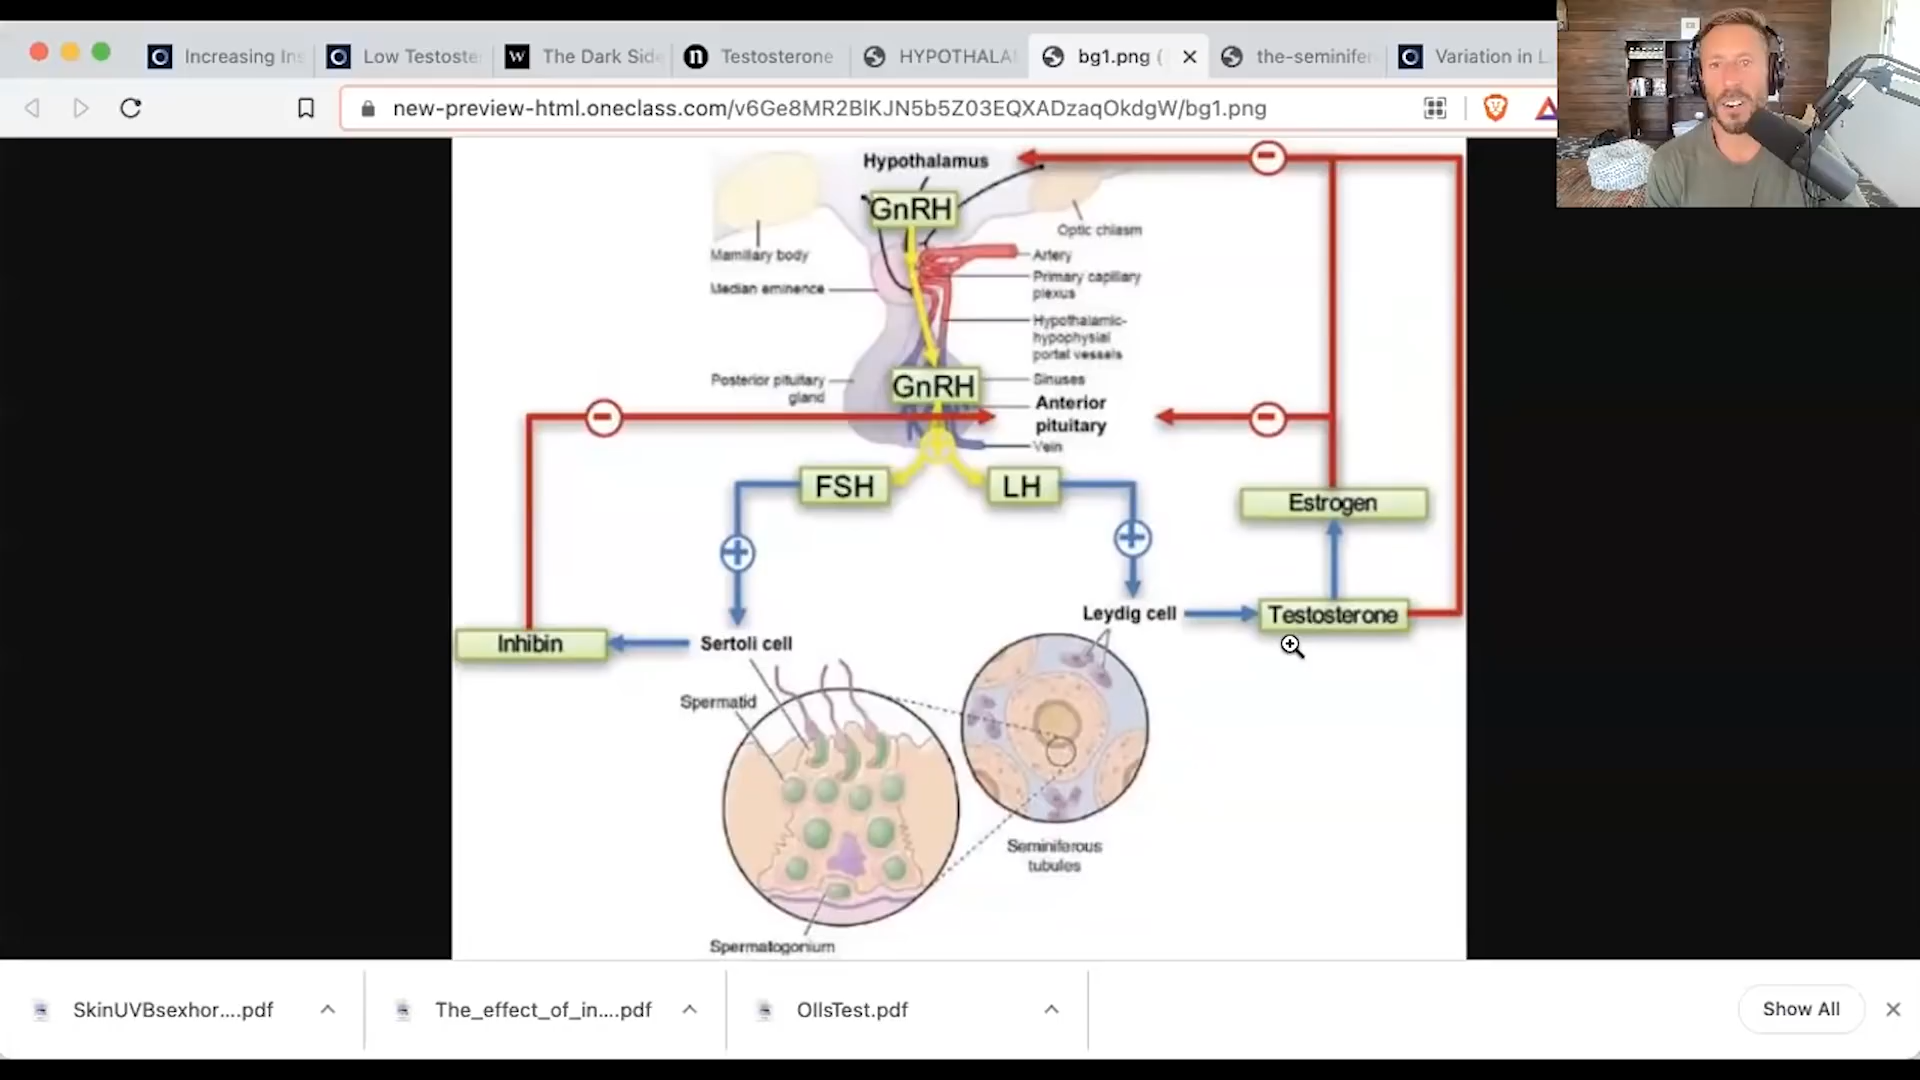 Increasing Ins
Low Testoste
The Dark Side
Testosterone
HYPOTHALA
bg1.png (
the-seminifer
Variation in L
new-preview-html.oneclass.com/v6Ge8MR2BlKJN5b5Z03EQXADzaqOkdgW/bg1.png
Hypothalamus
GnRH
Optic chiasm
Mamillary body
Artery
Primary capillary
plexus
Median eminence
Hypothalamic-
hypophysial
portal vessels
Posterior pituitary
gland
GnRH
Sinuses
Anterior
pituitary
Vein
FSH
LH
Estrogen
Leydig cell
Testosterone
Inhibin
Sertoli cell
Spermatid
Seminiferous
tubules
Spermatogonium
SkinUVBsexhor....pdf
The_effect_of_in....pdf
OllsTest.pdf
Show All